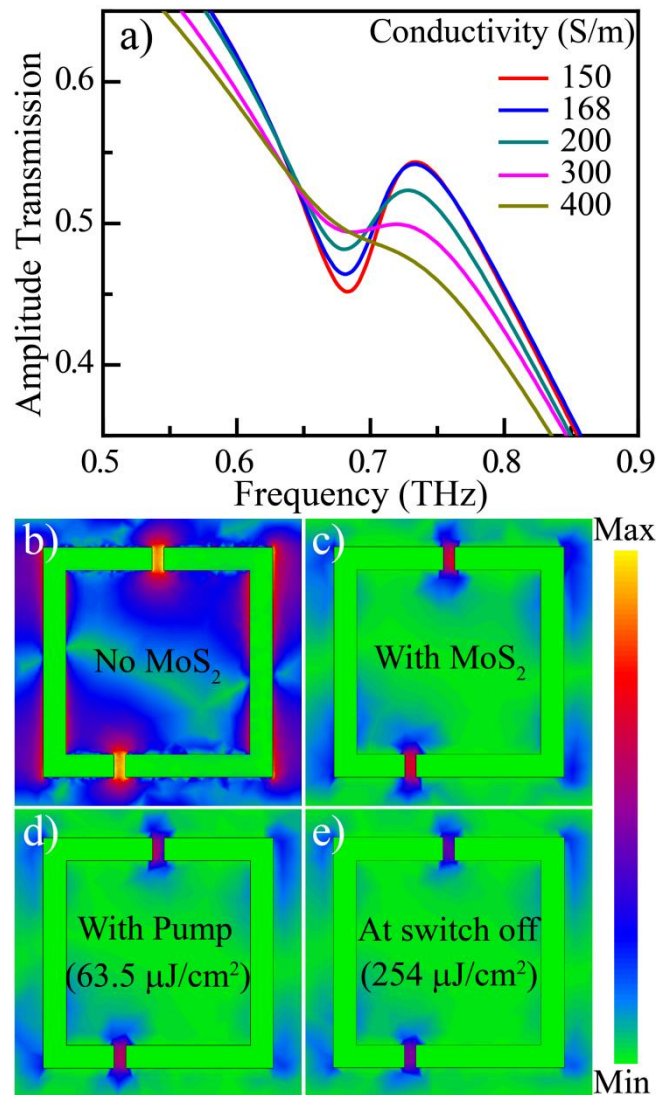 a)
Conductivity (S/m)
150
168
200
300
400
Amplitude Transmission
0.6
0.5
0.4
0.5 0.6 0.7 0.8 0.9
Frequency (THz)
b)
No MoS₂
c)
With MoS₂
Max
d)
With Pump
(63.5 μJ/cm²)
e)
At switch off
(254 μJ/cm²)
Min